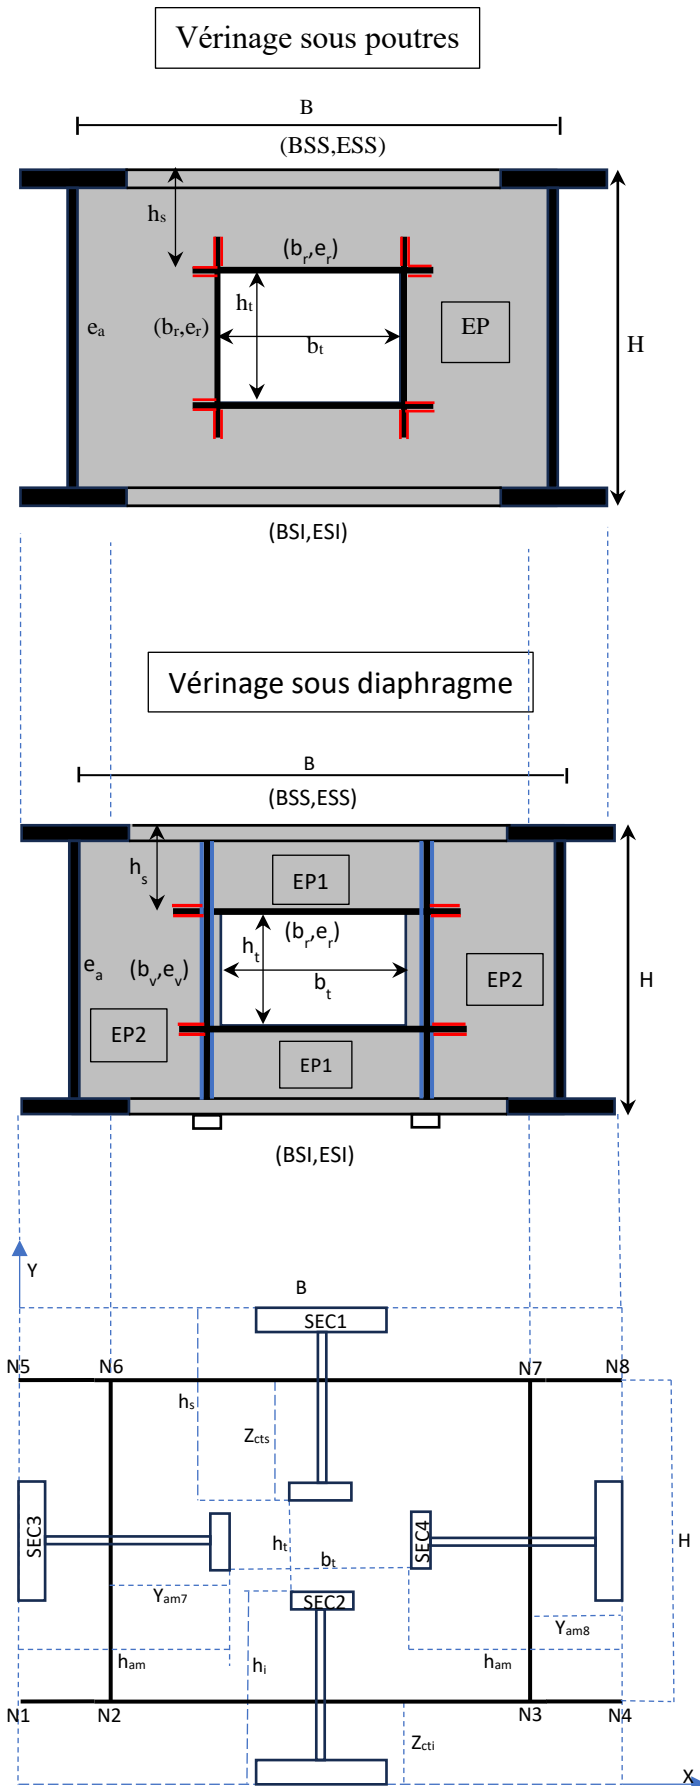 Vérinage sous poutres
B
(BSS,ESS)
hs
(br,er)
ht
ea
(br,er)
bt
EP
H
(BSI,ESI)
Vérinage sous diaphragme
B
(BSS,ESS)
hs
EP1
ht
(br,er)
ea
(bv,ev)
bt
EP2
H
EP2
EP1
(BSI,ESI)
Y
B
SEC1
N5
N6
N7
N8
hs
Zcts
SEC3
SEC4
ht
bt
H
Yam7
SEC2
Yam8
ham
hi
ham
N1
N2
N3
N4
Zcti
X